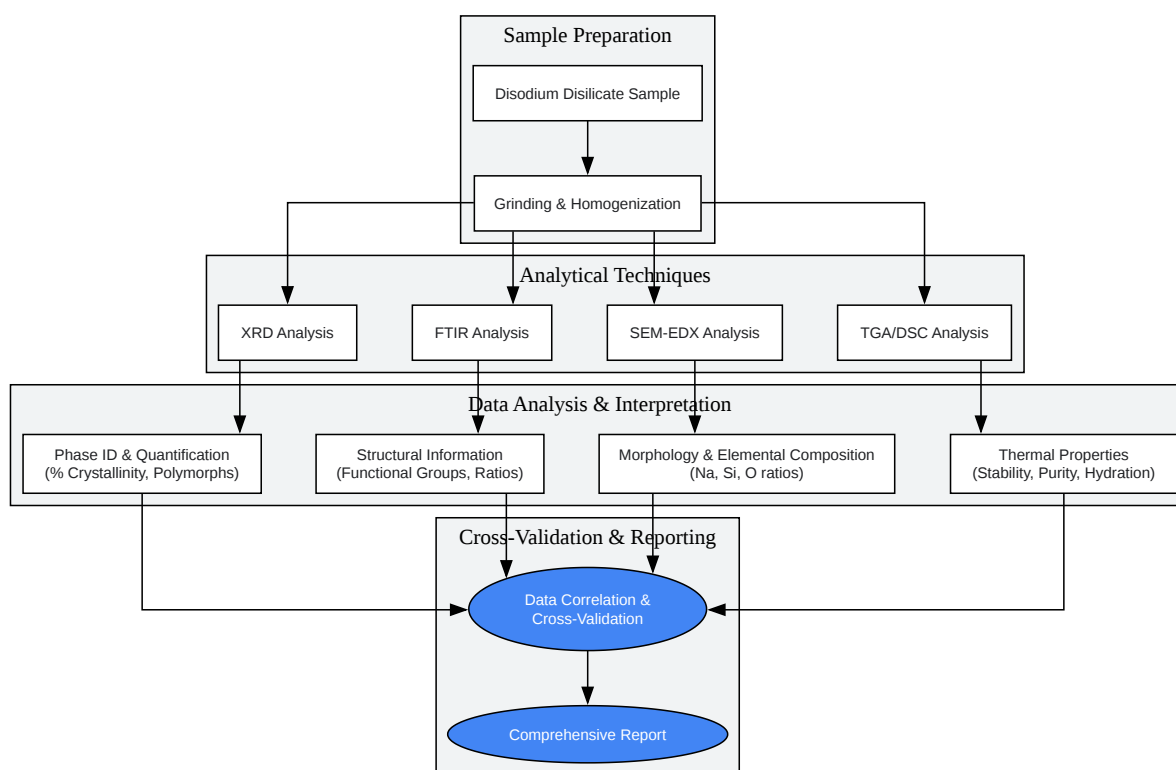 Sample Preparation
Disodium Disilicate Sample
Grinding & Homogenization
Analytical Techniques
XRD Analysis
FTIR Analysis
SEM-EDX Analysis
TGA/DSC Analysis
Data Analysis & Interpretation
Phase ID & Quantification
(% Crystallinity, Polymorphs)
Structural Information
(Functional Groups, Ratios)
Morphology & Elemental Composition
(Na, Si, O ratios)
Thermal Properties
(Stability, Purity, Hydration)
Cross-Validation & Reporting
Data Correlation &
Cross-Validation
Comprehensive Report